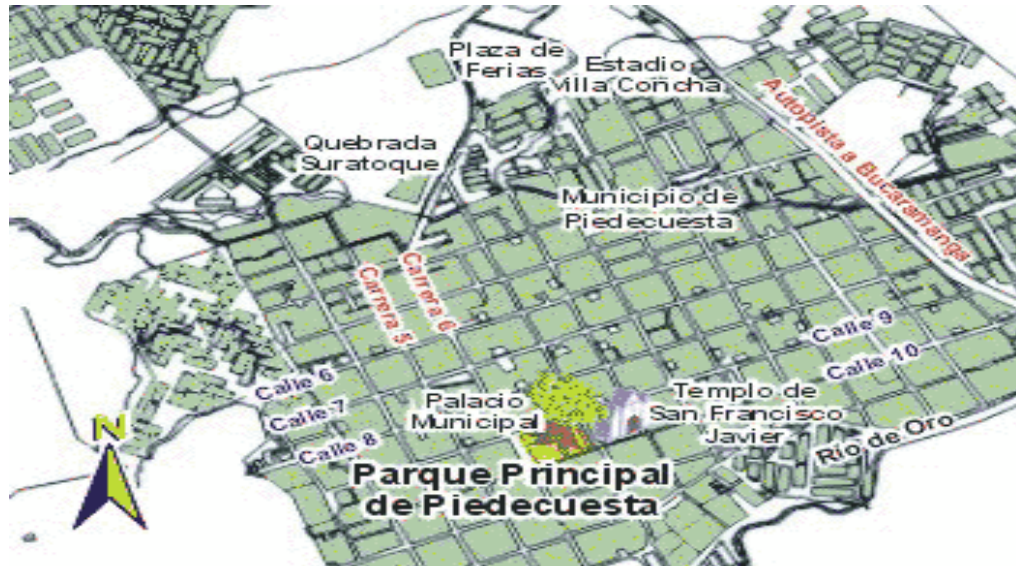 Plaza de
Ferias
Estadio
Villa Concha
Autopista a Bucaramanga
Quebrada
Suratoque
Municipio de
Piedecuesta
Carrera 5
Carrera 6
Calle 9
Calle 10
Calle 6
Calle 7
Calle 8
Palacio
Municipal
Templo de
San Francisco
Javier
Río de Oro
N
Parque Principal
de Piedecuesta